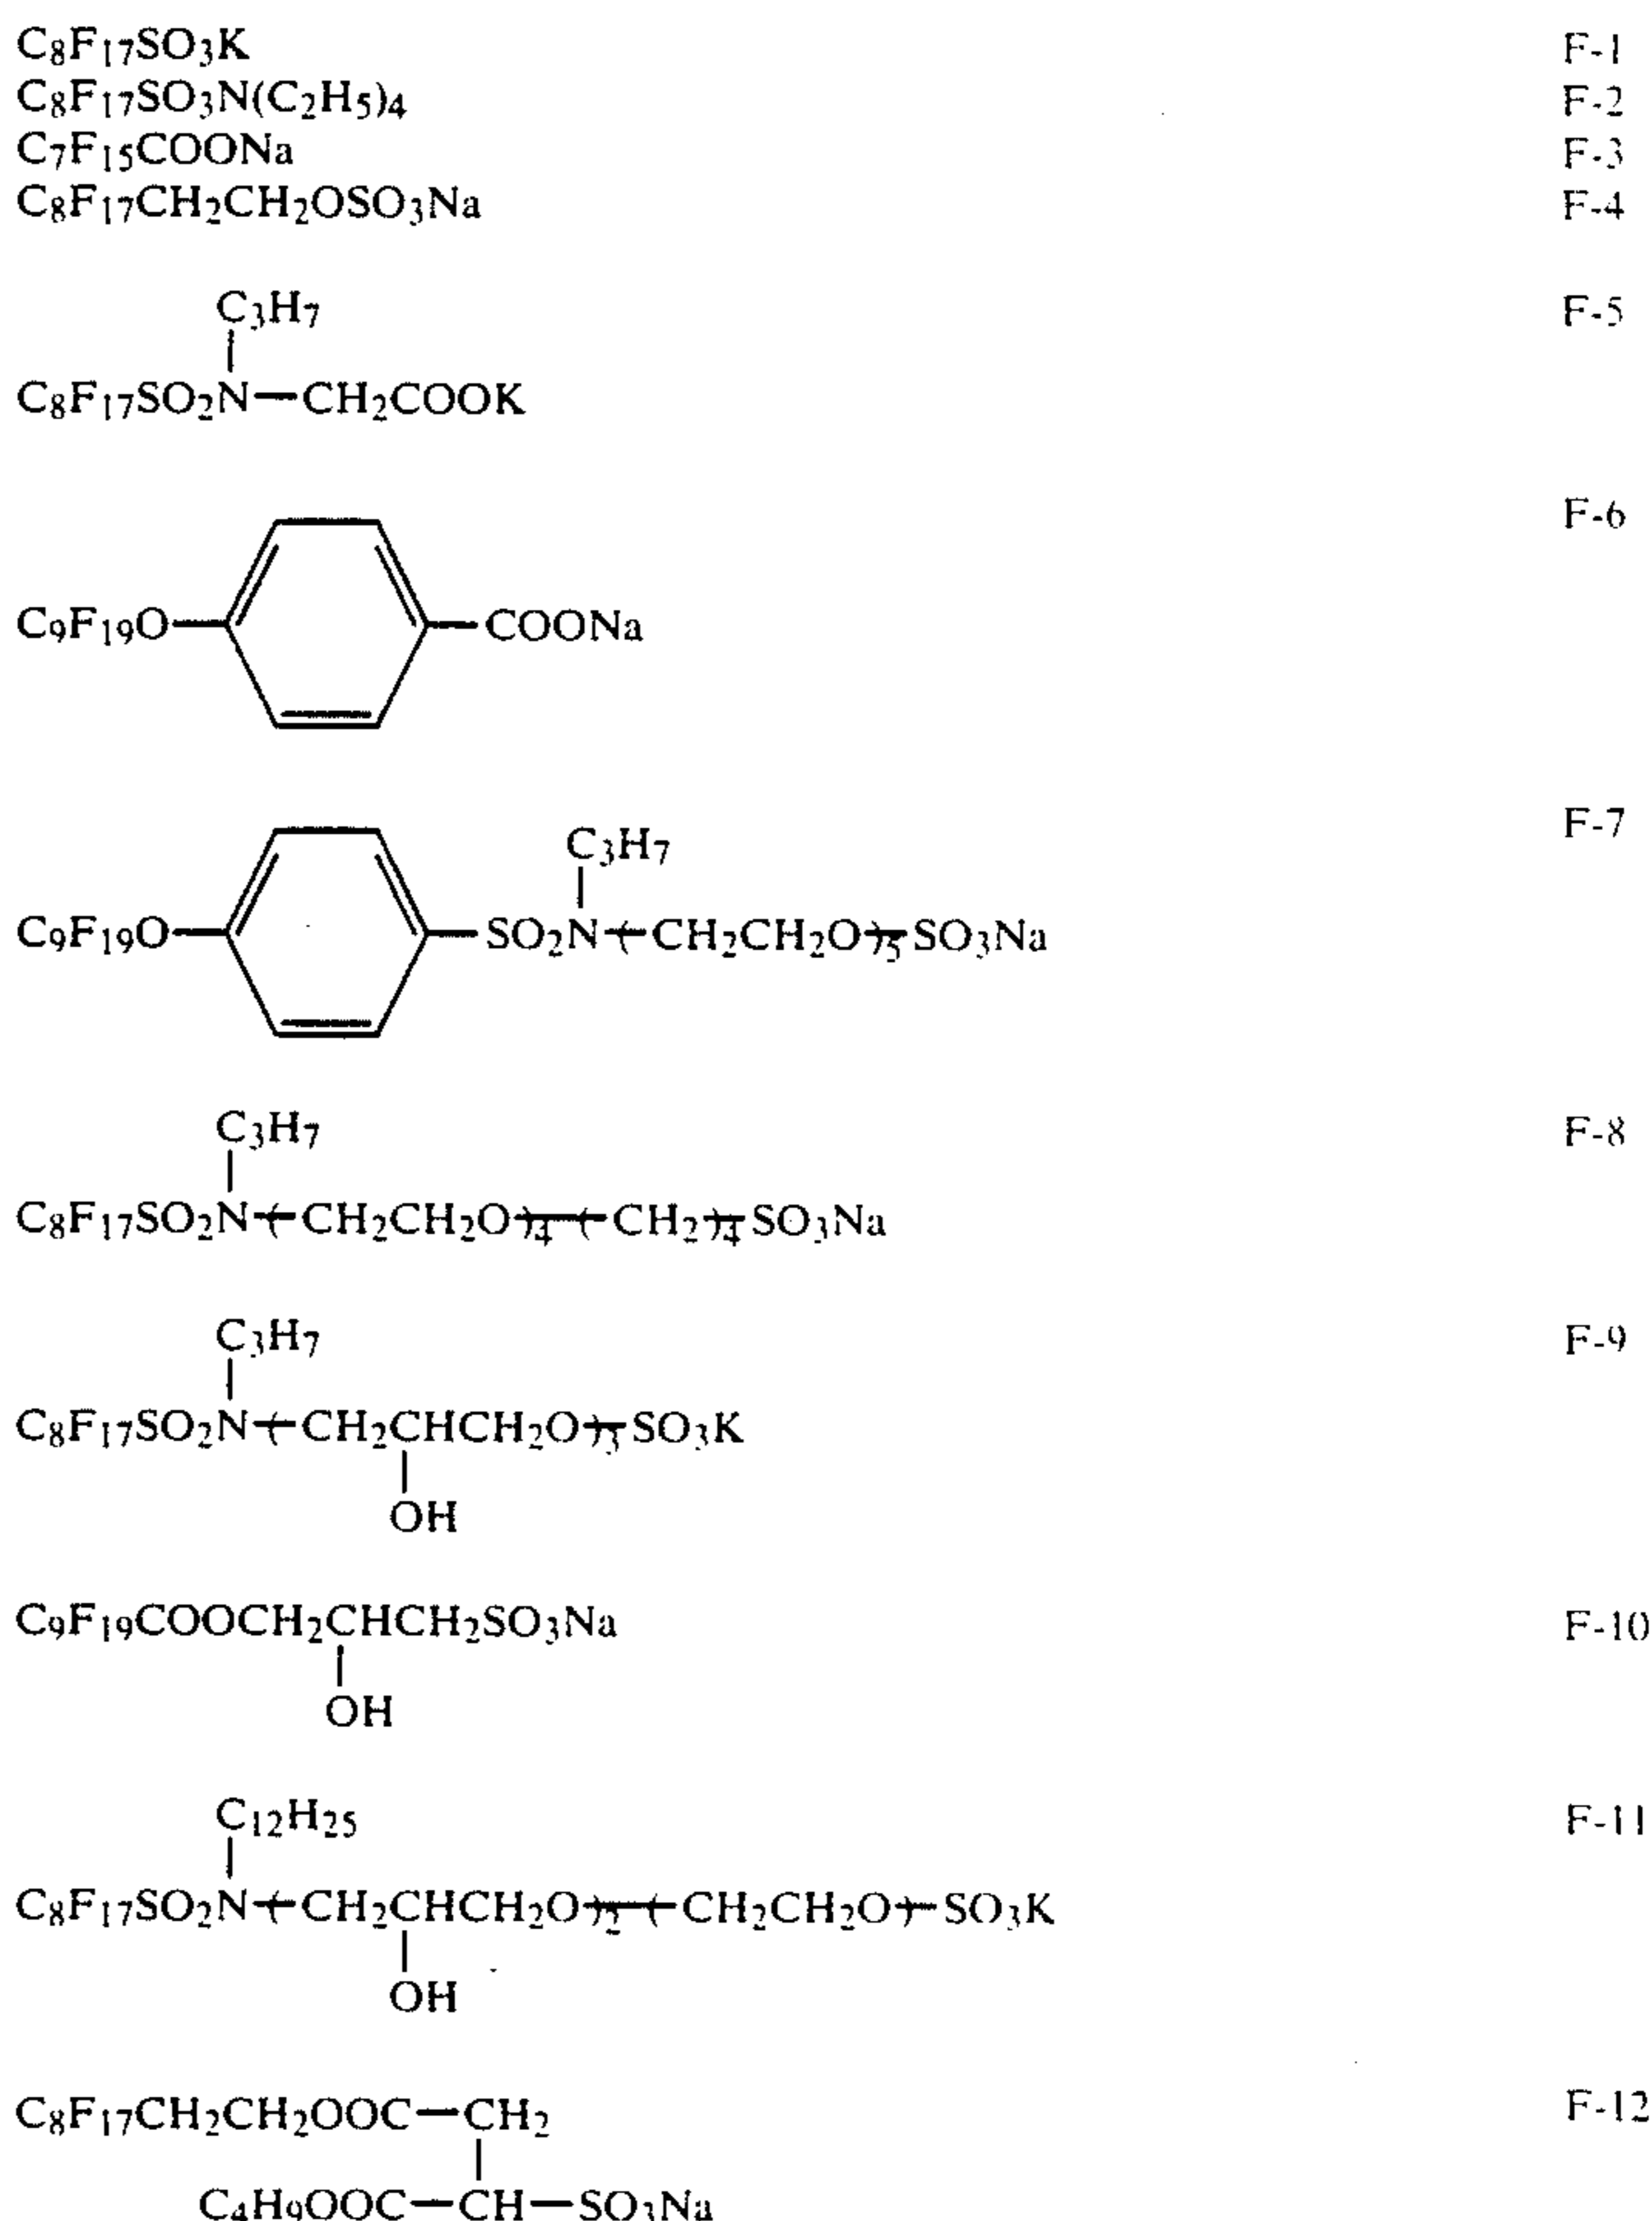 C8F17SO3K F-1
C8F17SO3N(C2H5)4 F-2
C7F15COONa F-3
C8F17CH2CH2OSO3Na F-4
C3H7 F-5
C8F17SO2N—CH2COOK
F-6
C9F19O— —COONa
F-7
C3H7
C9F19O— —SO2N—(CH2CH2O)5—SO3Na
C3H7 F-8
C8F17SO2N—(CH2CH2O)4—(CH2)4—SO3Na
C3H7 F-9
C8F17SO2N—(CH2CHCH2O)3—SO3K
OH
C9F19COOCH2CHCH2SO3Na F-10
OH
C12H25 F-11
C8F17SO2N—(CH2CHCH2O)2—(CH2CH2O)—SO3K
OH
C8F17CH2CH2OOC—CH2 F-12
C4H9OOC—CH—SO3Na